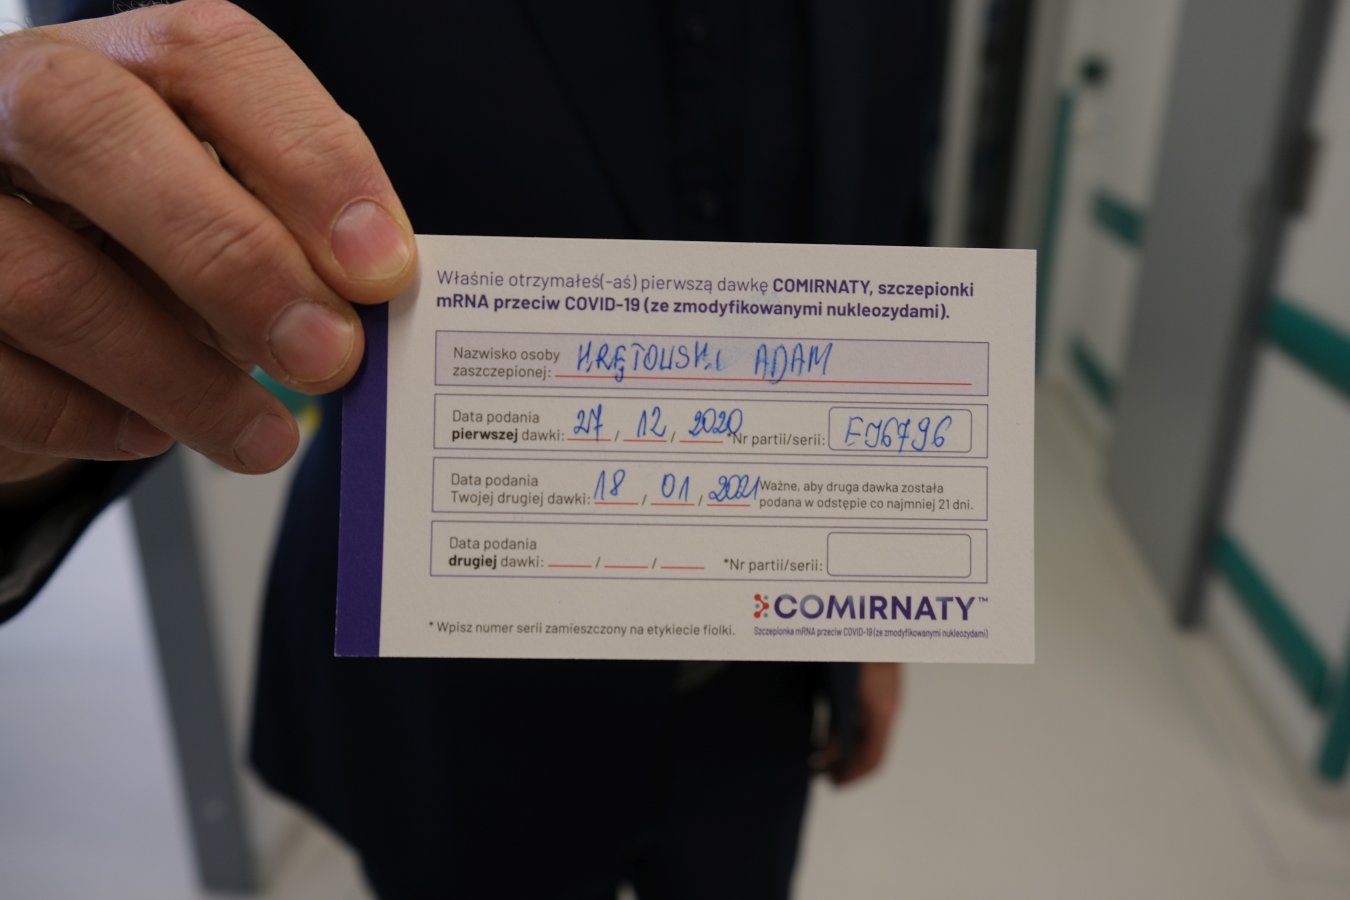 Właśnie otrzymałeś(-aś) pierwszą dawkę COMIRNATY, szczepionki
mRNA przeciw COVID-19 (ze zmodyfikowanymi nukleozydami).
Nazwisko osoby
zaszczepionej: KRĘTOWSKI ADAM
Data podania
pierwszej dawki: 27 / 12 / 2020 *Nr partii/serii: EJ6796
Data podania
Twojej drugiej dawki: 18 / 01 / 2021 Ważne, aby druga dawka została
podana w odstępie co najmniej 21 dni.
Data podania
drugiej dawki: / / *Nr partii/serii:
COMIRNATY™
Szczepionka mRNA przeciw COVID-19 (ze zmodyfikowanymi nukleozydami)
* Wpisz numer serii zamieszczony na etykiecie fiolki.